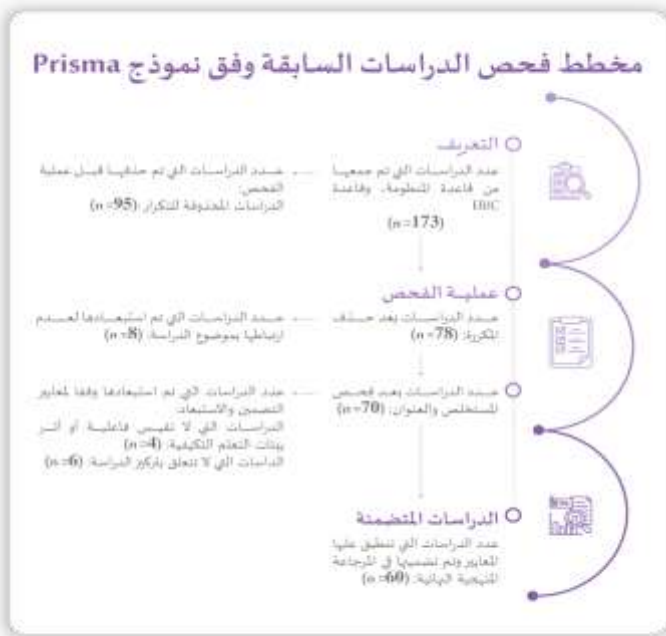 مخطط فحص الدراسات السابقة وفق نموذج Prisma
التعريف
عدد الدراسات التي تم جمعها
من قاعدة المنظومة، وقاعدة
ERIC
(n=173)
عدد الدراسات التي تم حذفها قبل عملية
الفحص:
الدراسات المحذوفة للتكرار: (n=95)
عملية الفحص
عدد الدراسات بعد حذف
المكررة: (n=78)
عدد الدراسات التي تم استبعادها لعدم
ارتباطها بموضوع الدراسة: (n=8)
عدد الدراسات بعد فحص
المستخلص والعنوان: (n=70)
عدد الدراسات التي تم استبعادها وفقا لمعايير
التضمين والاستبعاد:
الدراسات التي لا تقيس فاعلية أو أثر
بيئات التعلم التكيفية: (n=4)
الداسات التي لا تتعلق بتركيز الدراسة: (n=6)
الدراسات المتضمنة
عدد الدراسات التي تنطبق عليها
المعايير وتم تضمينها في المراجعة
المنهجية النهائية: (n=60)